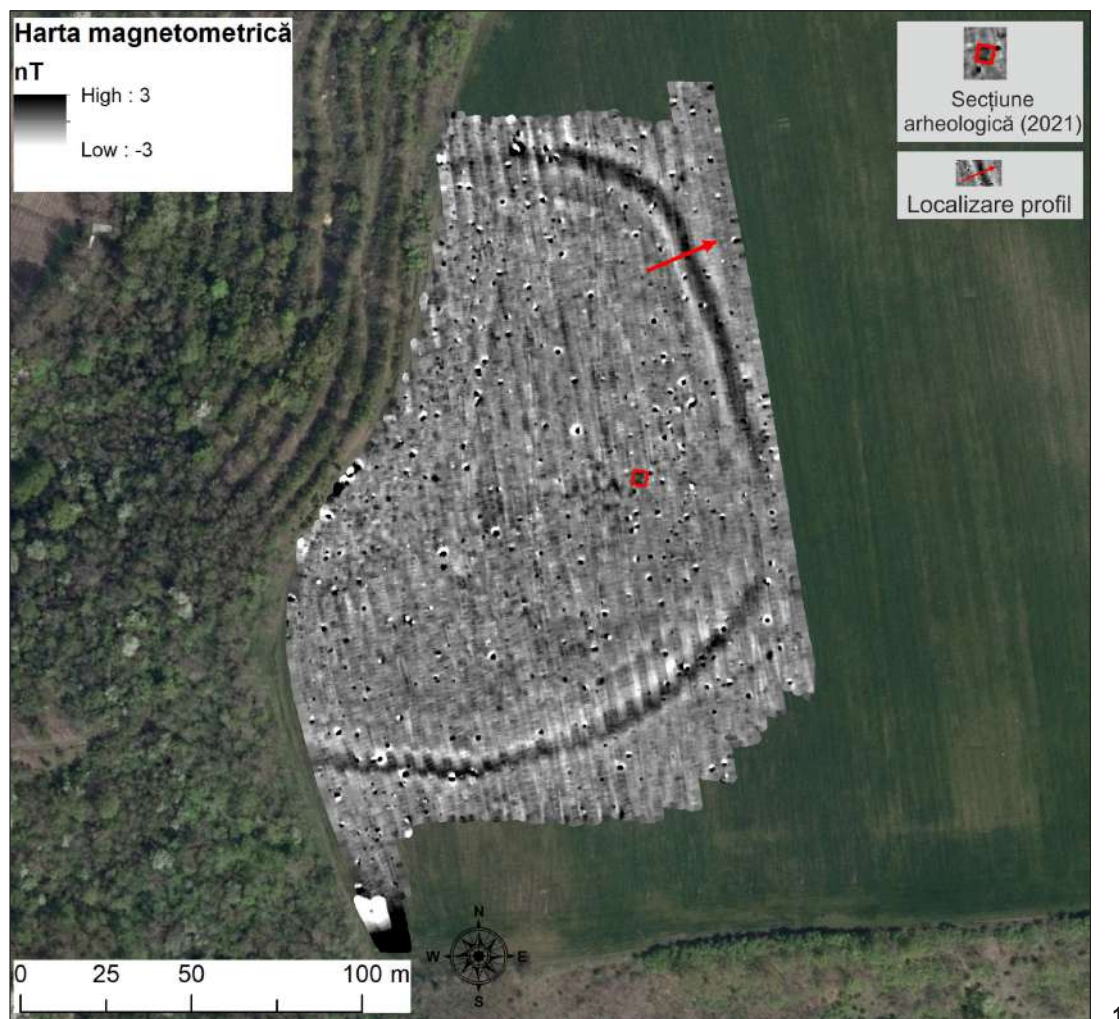 Harta magnetometrică
nT
High : 3
Low : -3
Secțiune
arheologică (2021)
Localizare profil
N
W E
S
0 25 50 100 m
1